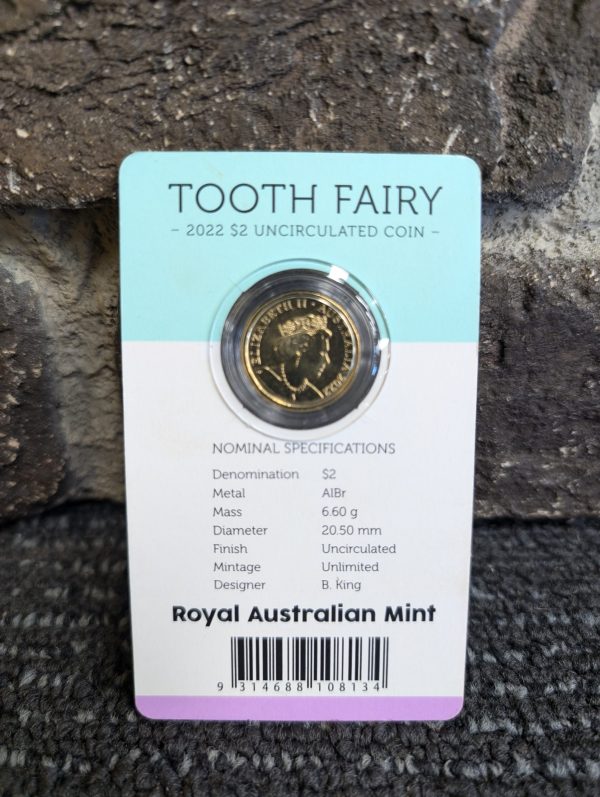 TOOTH FAIRY
– 2022 $2 UNCIRCULATED COIN –
ELIZABETH II · AUSTRALIA 2022
NOMINAL SPECIFICATIONS
Denomination $2
Metal AlBr
Mass 6.60 g
Diameter 20.50 mm
Finish Uncirculated
Mintage Unlimited
Designer B. King
Royal Australian Mint
9 314688 108134